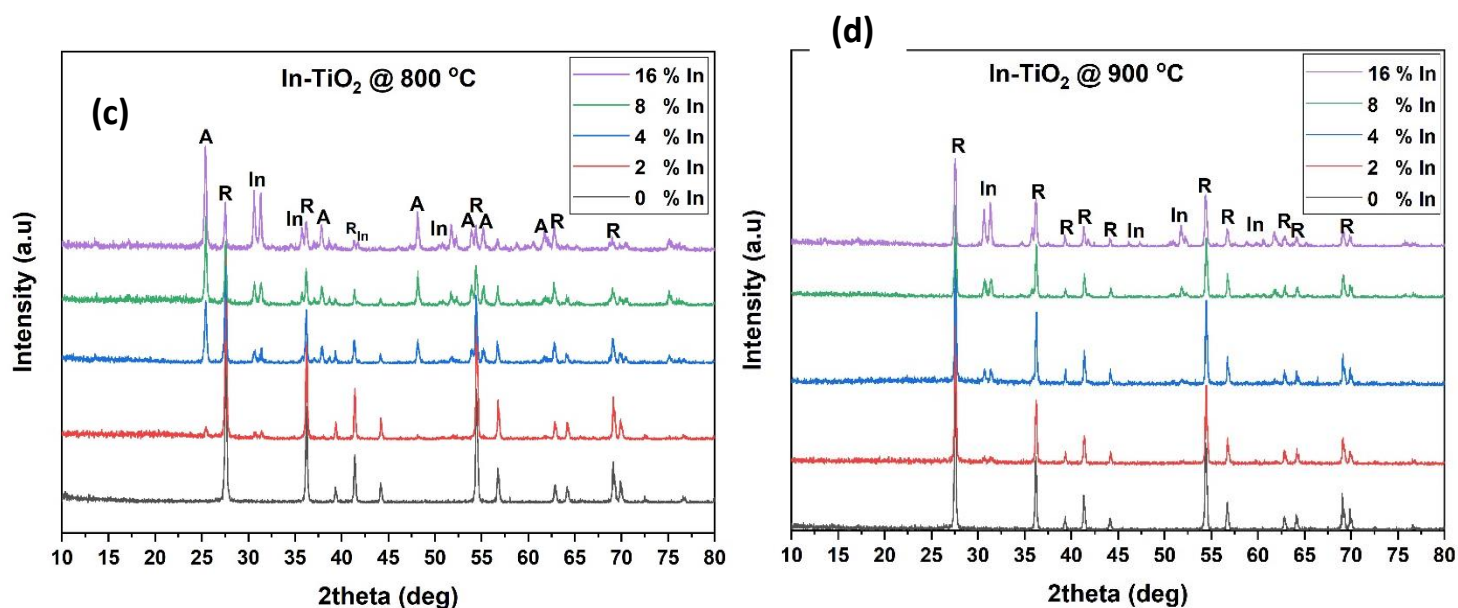 (c)
In-TiO₂ @ 800 °C
16 % In
8 % In
4 % In
2 % In
0 % In
A
R
In
In
R
A
R
In
A
In
A
R
A
A
R
R
Intensity (a.u)
10 15 20 25 30 35 40 45 50 55 60 65 70 75 80
2theta (deg)
(d)
In-TiO₂ @ 900 °C
16 % In
8 % In
4 % In
2 % In
0 % In
R
In
R
R
R
R
In
In
R
R
In
R
R
R
Intensity (a.u)
10 15 20 25 30 35 40 45 50 55 60 65 70 75 80
2theta (deg)